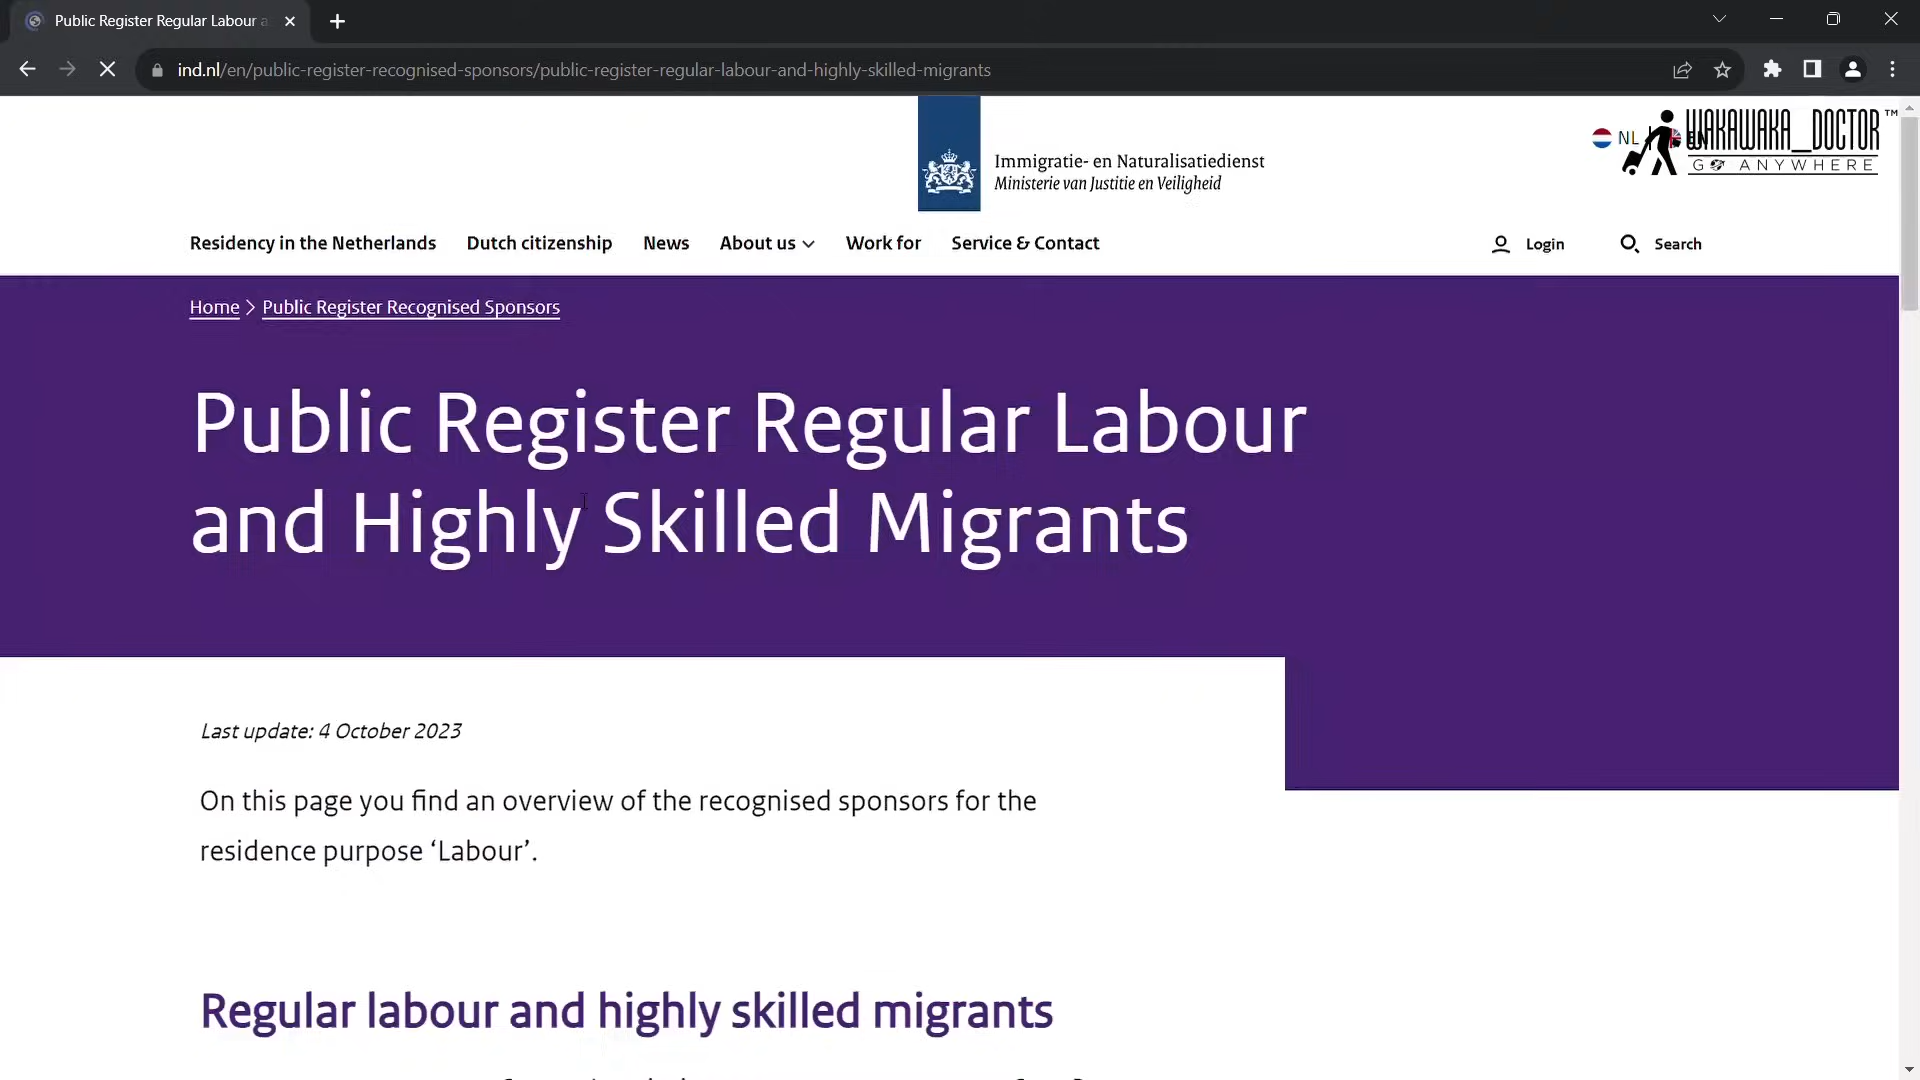 Public Register Regular Labour a
ind.nl/en/public-register-recognised-sponsors/public-register-regular-labour-and-highly-skilled-migrants
Immigratie- en Naturalisatiedienst
Ministerie van Justitie en Veiligheid
NL
WAKAWAKA_DOCTOR™
GO ANYWHERE
Residency in the Netherlands Dutch citizenship News About us Work for Service & Contact Login Search
Home > Public Register Recognised Sponsors
Public Register Regular Labour
and Highly Skilled Migrants
Last update: 4 October 2023
On this page you find an overview of the recognised sponsors for the
residence purpose ‘Labour’.
Regular labour and highly skilled migrants